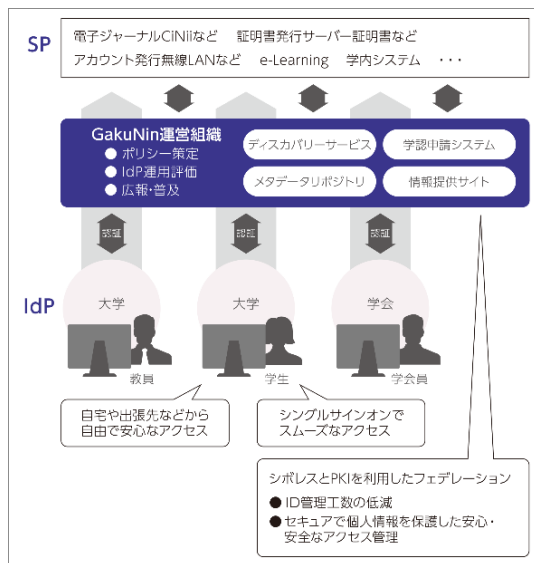 SP
電子ジャーナルCiNiiなど 証明書発行サーバー証明書など
アカウント発行無線LANなど e-Learning 学内システム ・・・
GakuNin運営組織
● ポリシー策定
● IdP運用評価
● 広報・普及
ディスカバリーサービス
学認申請システム
メタデータリポジトリ
情報提供サイト
認証
認証
認証
IdP
大学
大学
学会
教員
学生
学会員
自宅や出張先などから
自由で安心なアクセス
シングルサインオンで
スムーズなアクセス
シボレスとPKIを利用したフェデレーション
● ID管理工数の低減
● セキュアで個人情報を保護した安心・
安全なアクセス管理